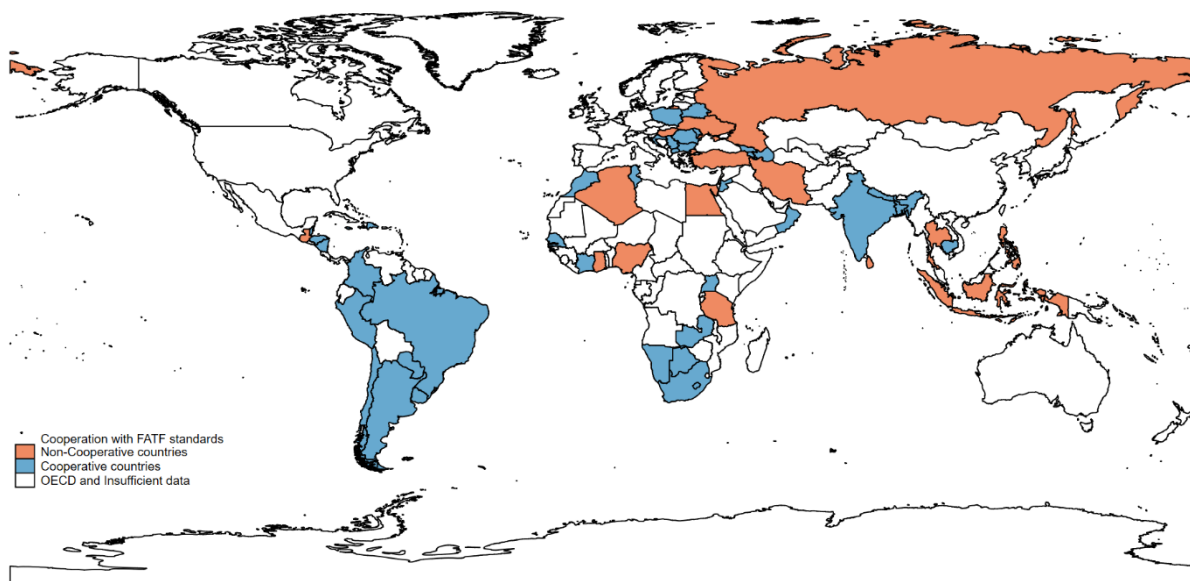 Cooperation with FATF standards
Non-Cooperative countries
Cooperative countries
OECD and Insufficient data